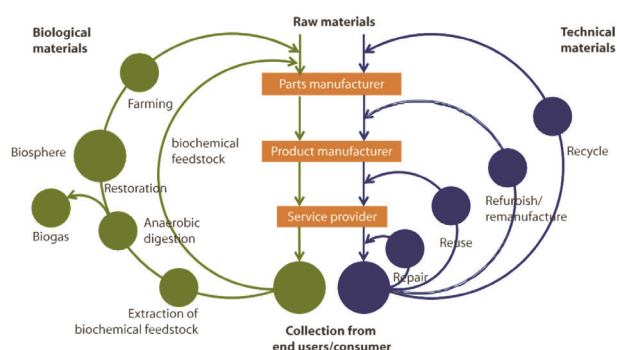 Raw materials
Biological
materials
Technical
materials
Parts manufacturer
Farming
biochemical
feedstock
Product manufacturer
Recycle
Biosphere
Restoration
Refurbish/
remanufacture
Service provider
Anaerobic
digestion
Biogas
Reuse
Repair
Extraction of
biochemical feedstock
Collection from
end users/consumer